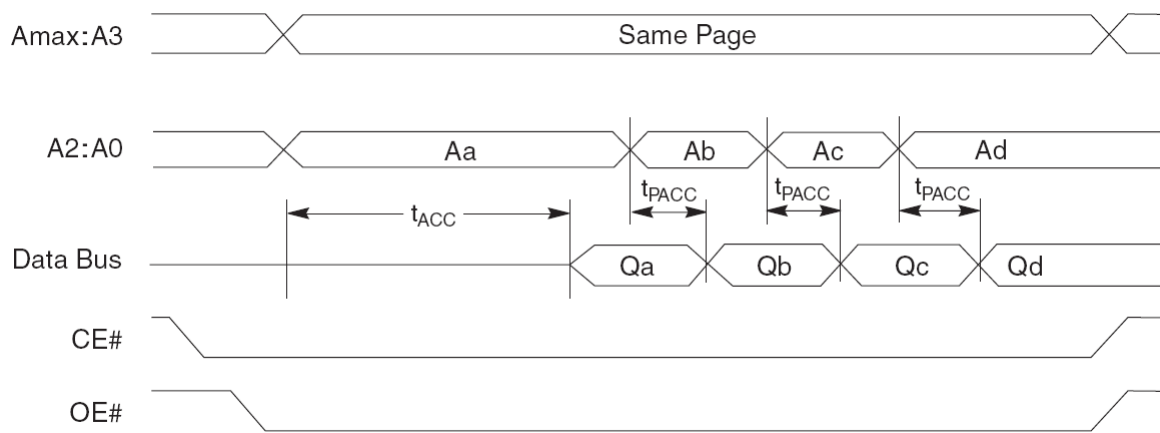 Amax:A3 Same Page
A2:A0 Aa Ab Ac Ad
tACC tPACC tPACC tPACC
Data Bus Qa Qb Qc Qd
CE#
OE#